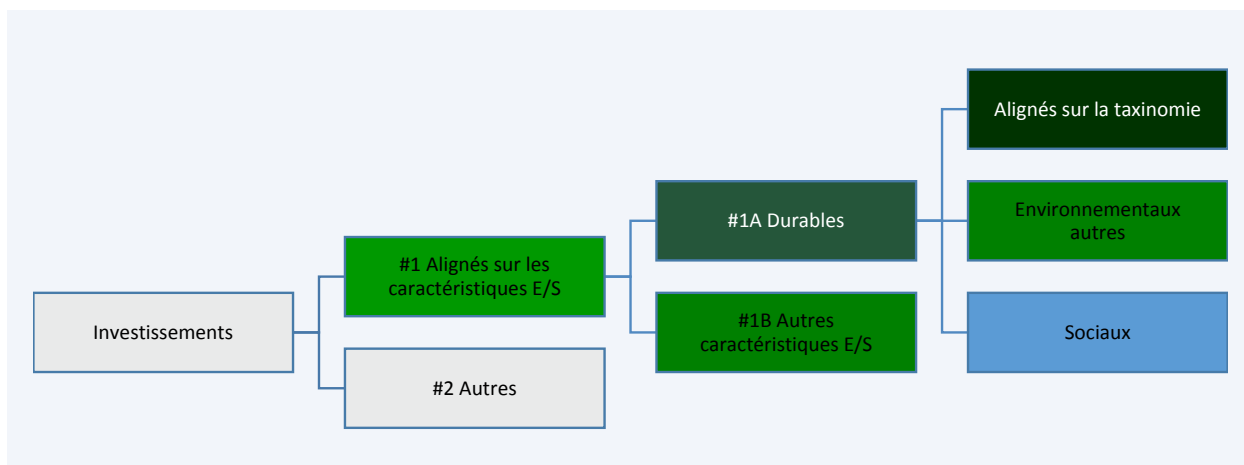 Alignés sur la taxinomie
#1A Durables
Environnementaux
autres
#1 Alignés sur les
caractéristiques E/S
Investissements
#1B Autres
caractéristiques E/S
Sociaux
#2 Autres